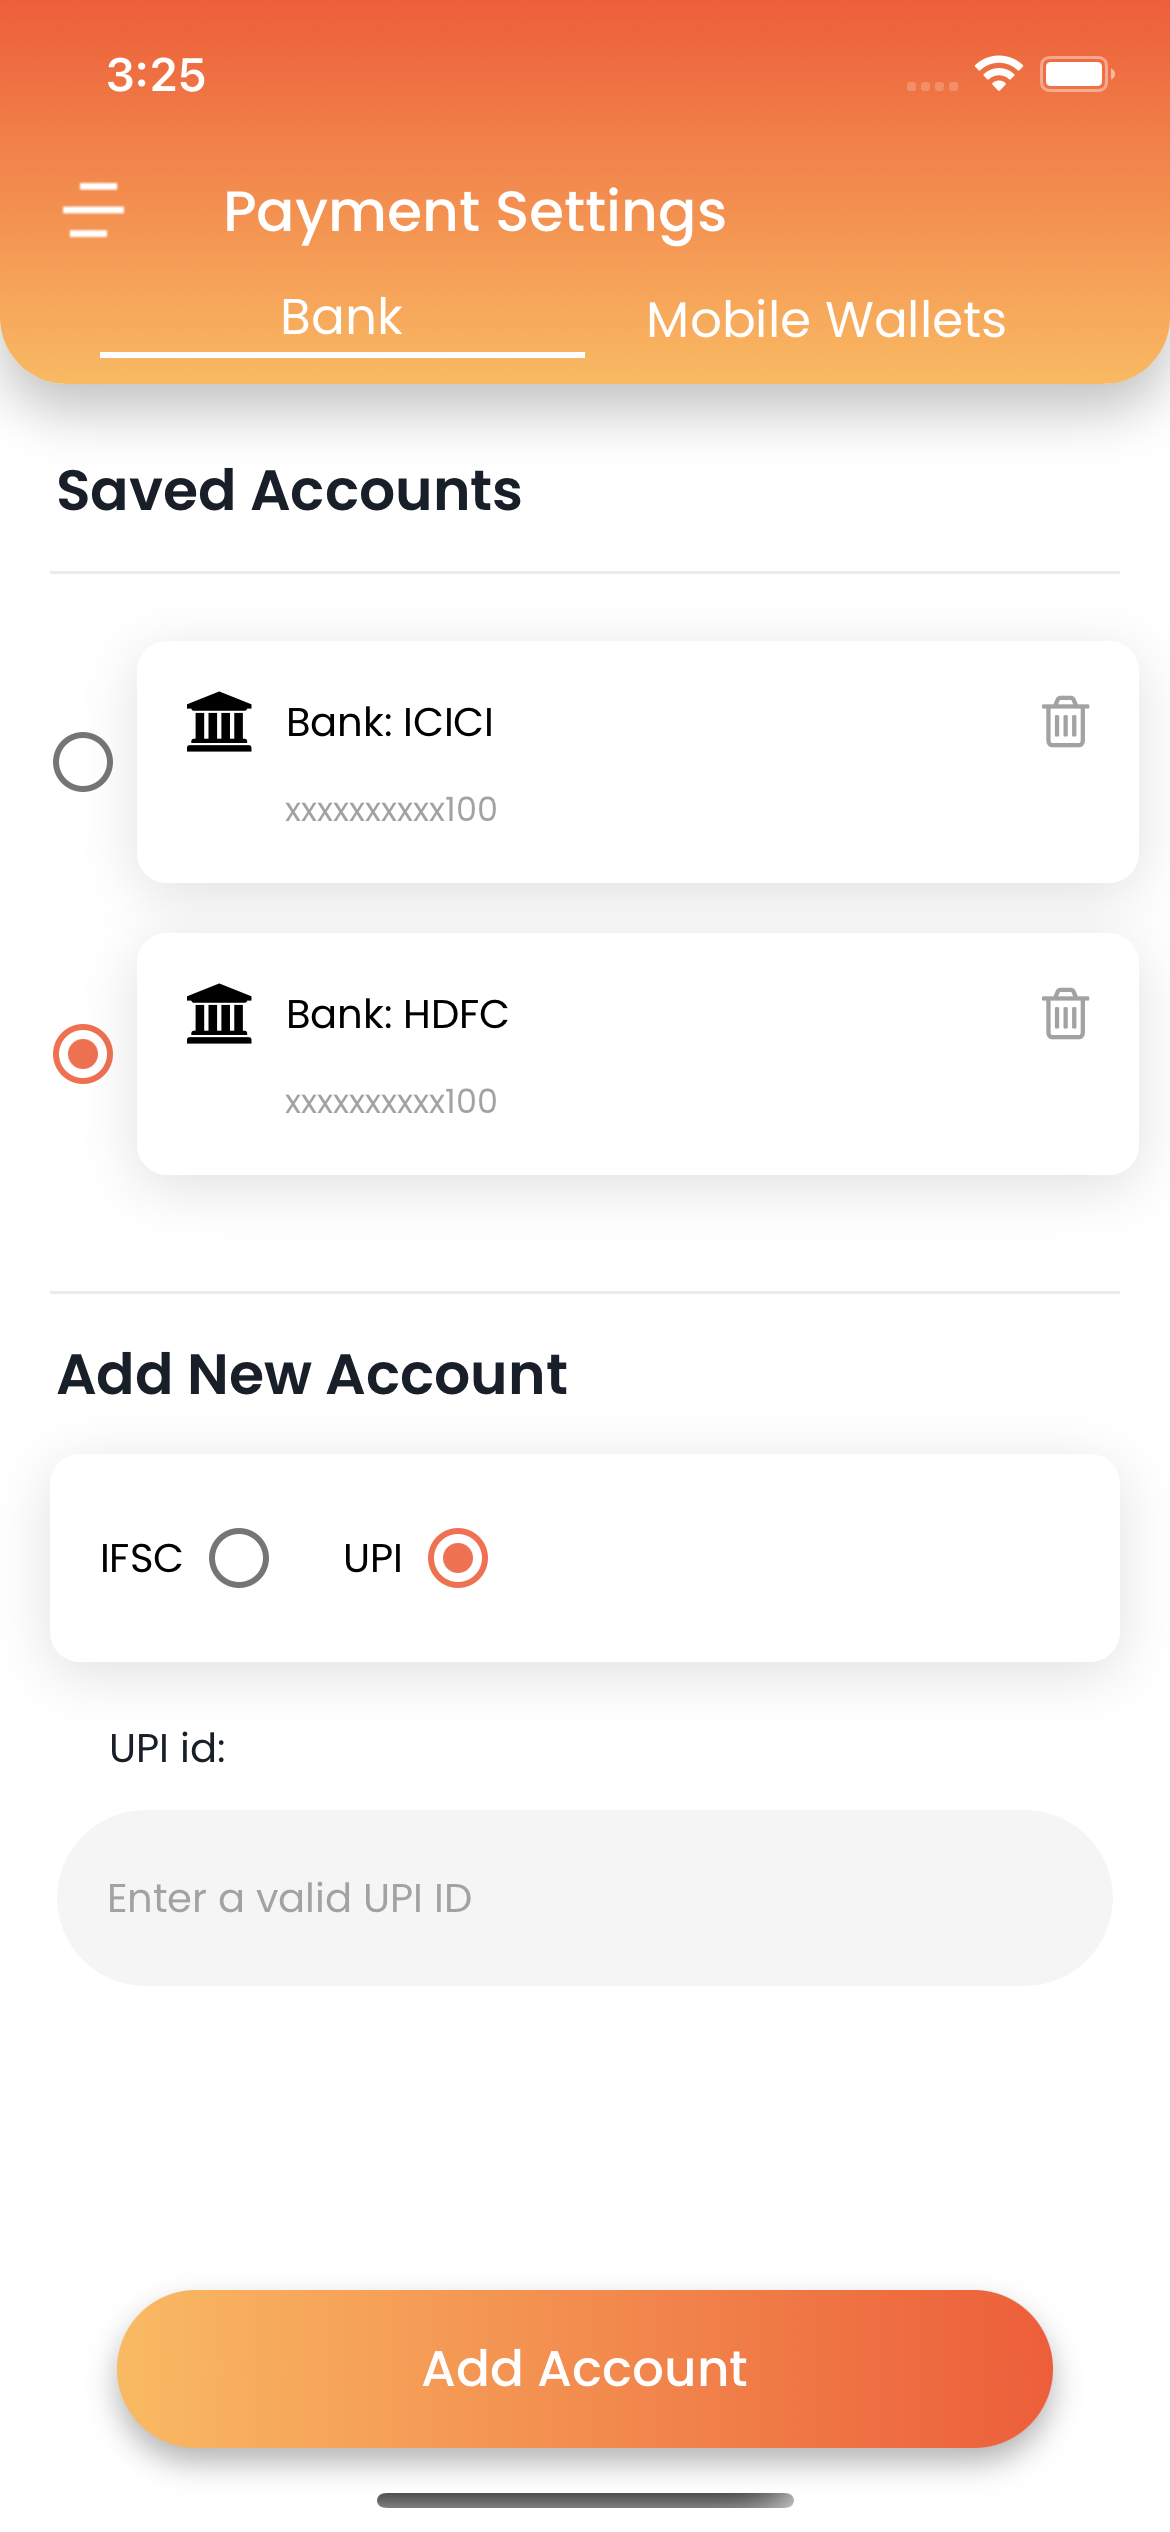 3:25
Payment Settings
Bank
Mobile Wallets
Saved Accounts
Bank: ICICI
xxxxxxxxxx100
Bank: HDFC
xxxxxxxxxx100
Add New Account
IFSC
UPI
UPI id:
Enter a valid UPI ID
Add Account